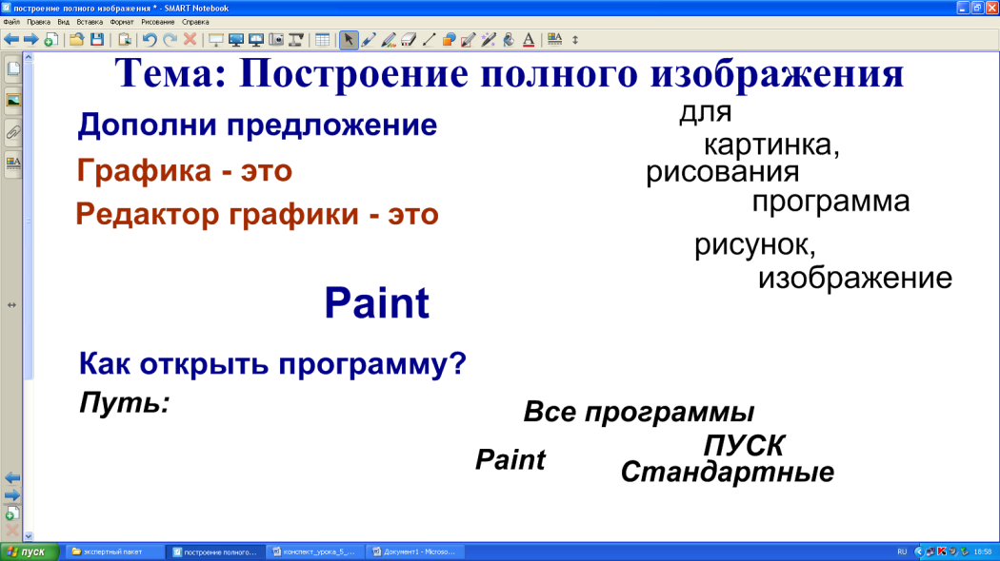 построение полного изображения * - SMART Notebook
Файл Правка Вид Вставка Формат Рисование Справка
Тема: Построение полного изображения
Дополни предложение
для
картинка,
Графика - это
рисования
программа
Редактор графики - это
рисунок,
изображение
Paint
Как открыть программу?
Путь:
Все программы
ПУСК
Paint
Стандартные
пуск
экспертный пакет
построение полного...
конспект_урока_5_...
Документ1 - Microso...
RU
18:58